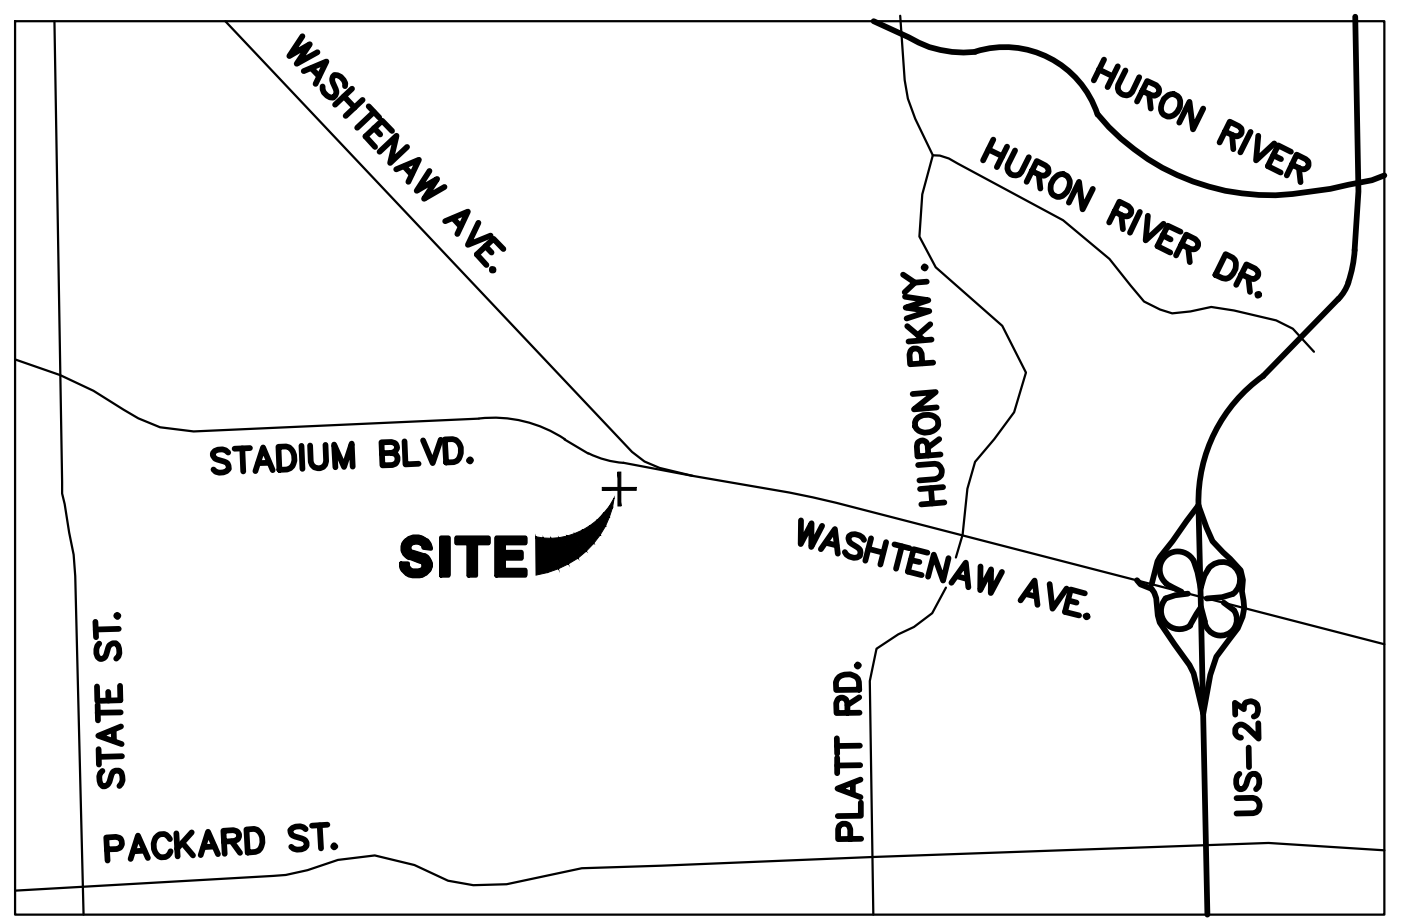 WASHTENAW AVE.
HURON RIVER
HURON RIVER DR.
HURON PKWY.
STADIUM BLVD.
SITE
WASHTENAW AVE.
STATE ST.
PLATT RD.
US-23
PACKARD ST.